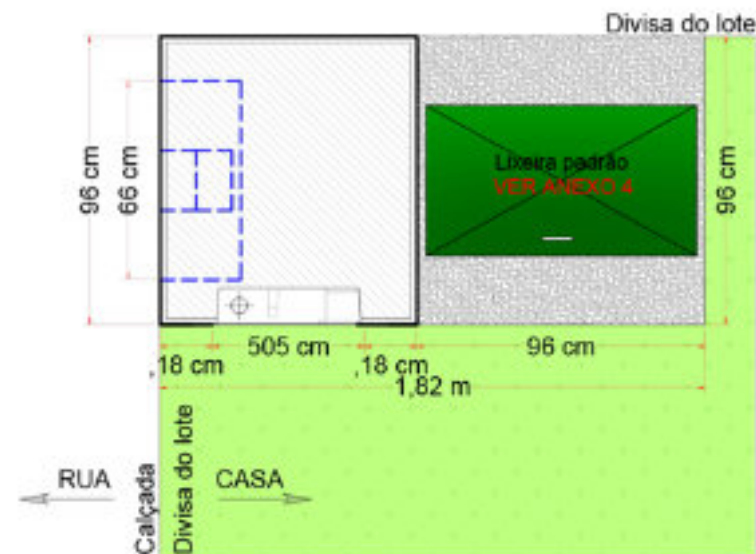 Divisa do lote
96 cm
66 cm
Lixeira padrão
VER ANEXO 4
96 cm
505 cm
96 cm
,18 cm
,18 cm
1,82 m
RUA
Calçada
Divisa do lote
CASA